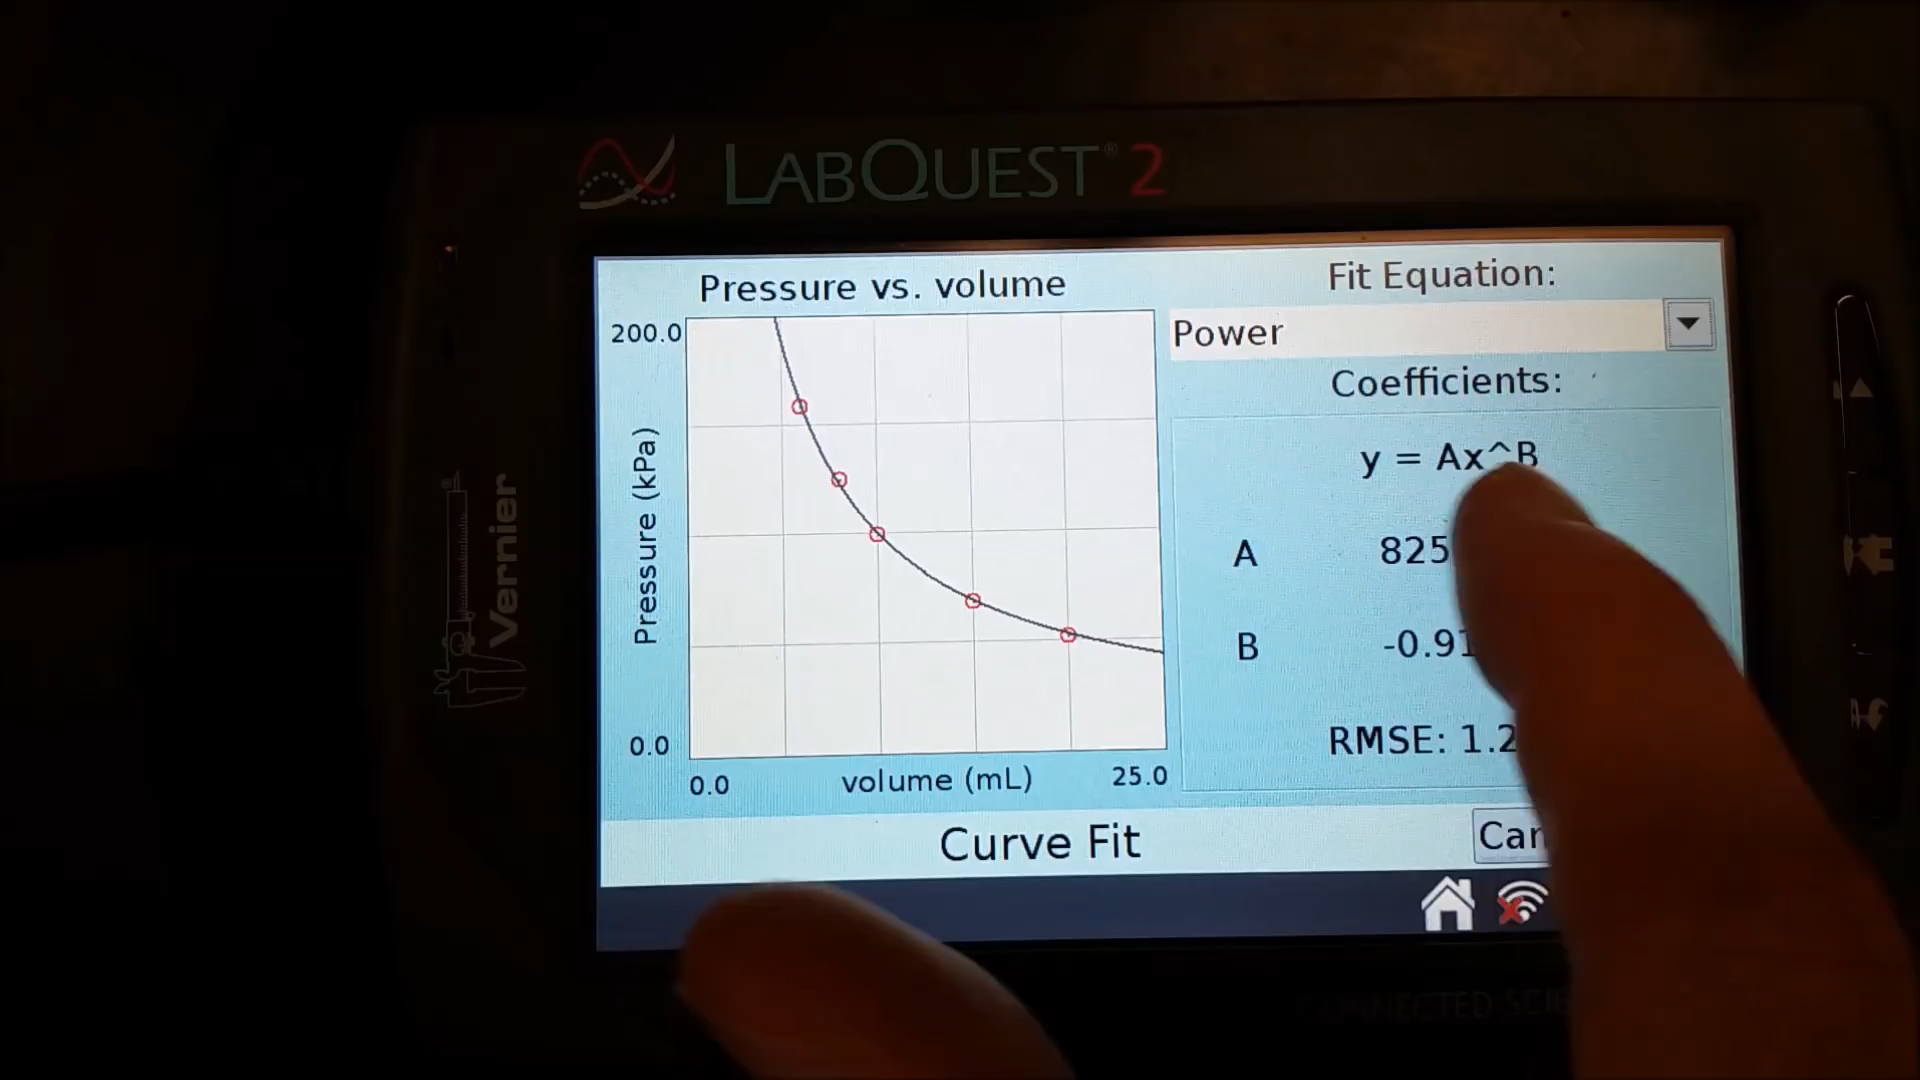 LABQUEST® 2
Vernier
Pressure vs. volume
200.0
Pressure (kPa)
0.0
0.0
volume (mL)
25.0
Fit Equation:
Power
Coefficients:
y = Ax^B
A 825
B -0.91
RMSE: 1.2
Curve Fit
Can